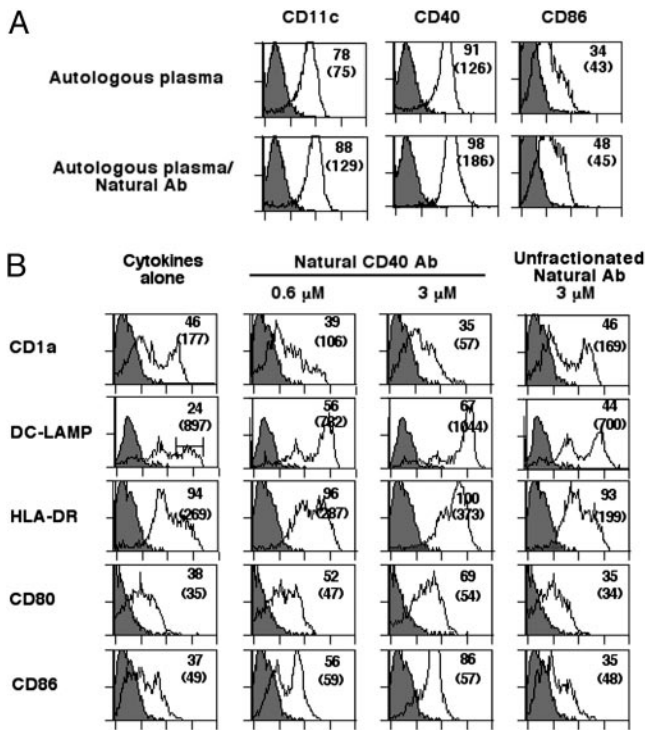 A
CD11c CD40 CD86
Autologous plasma
78 91 34
(75) (126) (43)
Autologous plasma/
Natural Ab
88 98 48
(129) (186) (45)
B
Cytokines
alone
Natural CD40 Ab
0.6 µM 3 µM
Unfractionated
Natural Ab
3 µM
CD1a
46 39 35 46
(177) (106) (57) (169)
DC-LAMP
24 56 67 44
(897) (782) (1044) (700)
HLA-DR
94 96 100 93
(269) (287) (373) (199)
CD80
38 52 69 35
(35) (47) (54) (34)
CD86
37 56 86 35
(49) (59) (57) (48)